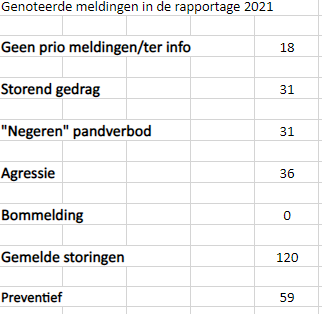 Genoteerde meldingen in de rapportage 2021
Geen prio meldingen/ter info 18
Storend gedrag 31
"Negeren" pandverbod 31
Agressie 36
Bommelding 0
Gemelde storingen 120
Preventief 59